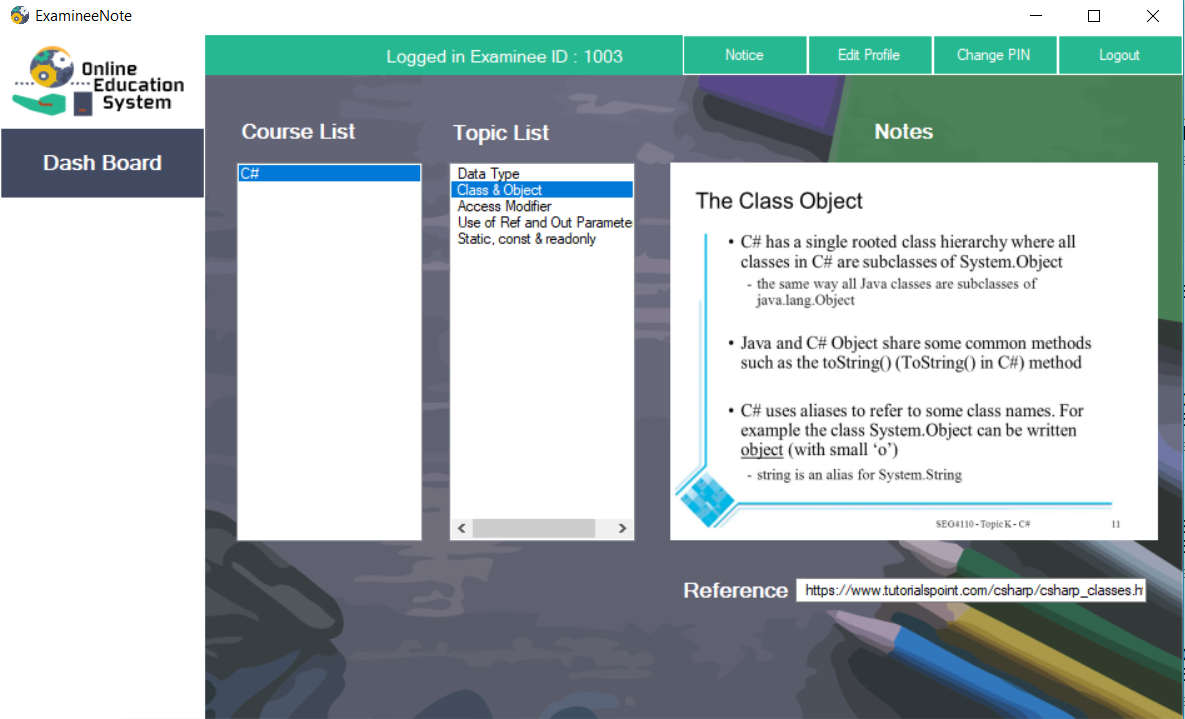 ExamineeNote
Online
Education
System
Logged in Examinee ID : 1003
Notice
Edit Profile
Change PIN
Logout
Dash Board
Course List
C#
Topic List
Data Type
Class & Object
Access Modifier
Use of Ref and Out Paramete
Static, const & readonly
Notes
The Class Object
• C# has a single rooted class hierarchy where all
classes in C# are subclasses of System.Object
- the same way all Java classes are subclasses of
java.lang.Object
• Java and C# Object share some common methods
such as the toString() (ToString() in C#) method
• C# uses aliases to refer to some class names. For
example the class System.Object can be written
object (with small ‘o’)
- string is an alias for System.String
SEG4110 - Topic K - C#
11
Reference
https://www.tutorialspoint.com/csharp/csharp_classes.h